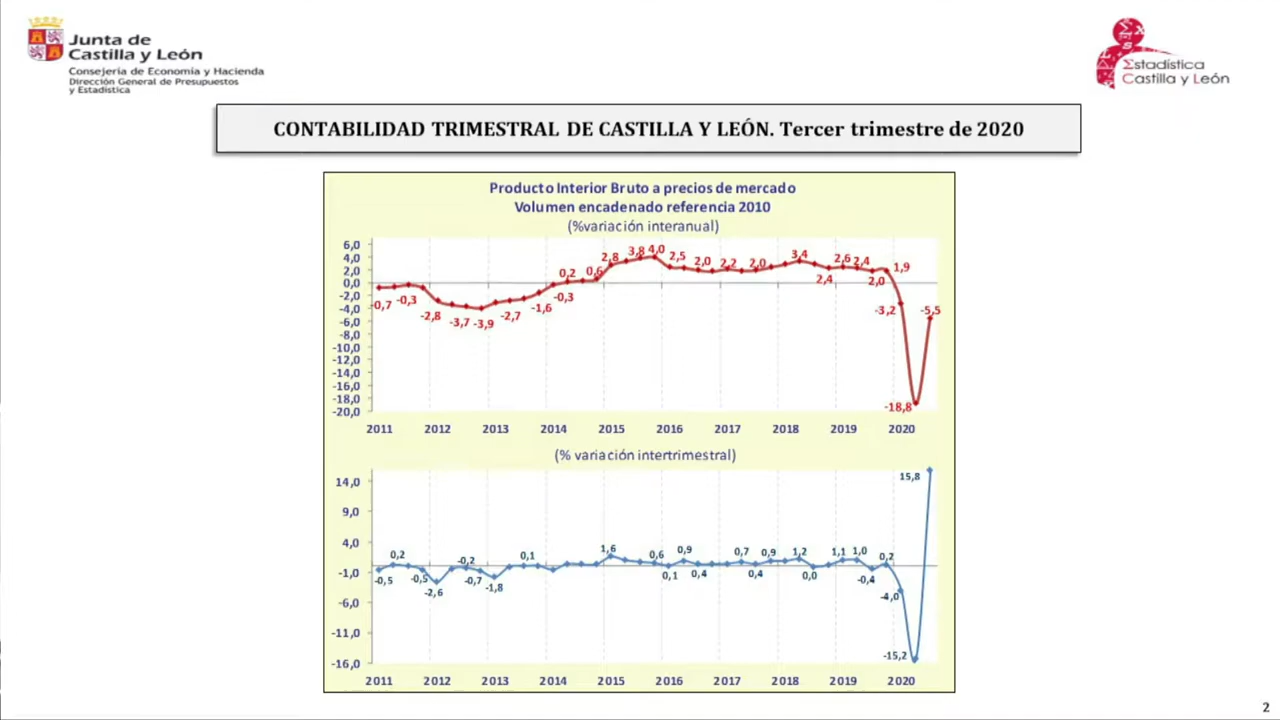 Junta de
Castilla y León
Consejería de Economía y Hacienda
Dirección General de Presupuestos
y Estadística
Estadística
Castilla y León
CONTABILIDAD TRIMESTRAL DE CASTILLA Y LEÓN. Tercer trimestre de 2020
Producto Interior Bruto a precios de mercado
Volumen encadenado referencia 2010
(%variación interanual)
6,0
4,0
2,0
0,0
-2,0
-4,0
-6,0
-8,0
-10,0
-12,0
-14,0
-16,0
-18,0
-20,0
-0,7 -0,3 -2,8 -3,7 -3,9 -2,7 -1,6 -0,3 0,2 0,6 2,8 3,8 4,0 2,5 2,0 2,2 2,0 3,4 2,4 2,6 2,4 2,0 1,9 -3,2 -18,8 -5,5
2011 2012 2013 2014 2015 2016 2017 2018 2019 2020
(% variación intertrimestral)
14,0
9,0
4,0
-1,0
-6,0
-11,0
-16,0
-0,5 0,2 -0,5 -2,6 -0,2 -0,7 -1,8 0,1 1,6 0,6 0,1 0,9 0,4 0,7 0,4 0,9 1,2 0,0 1,1 1,0 -0,4 0,2 -4,0 -15,2 15,8
2011 2012 2013 2014 2015 2016 2017 2018 2019 2020
2